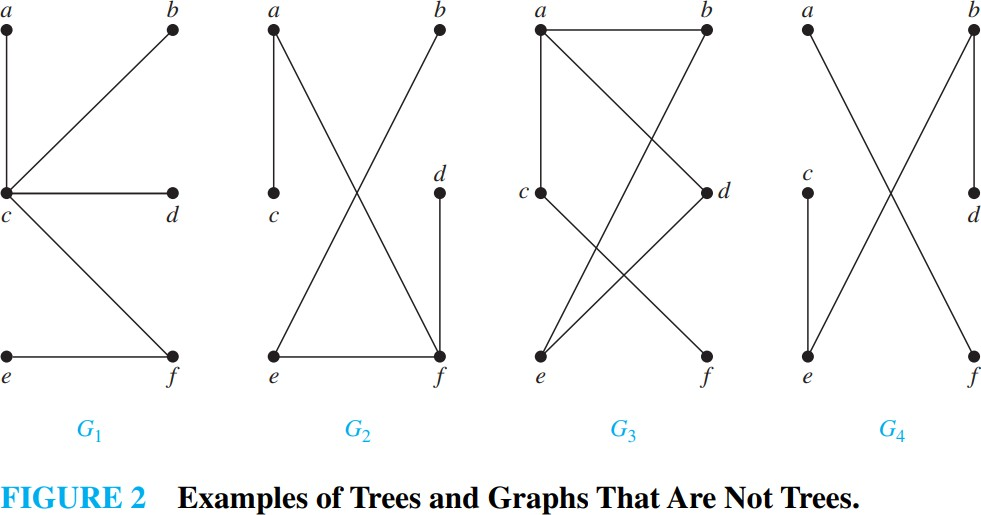 a b a b a b a b
d c
c d c c d d
e f e f e f e f
G1 G2 G3 G4
FIGURE 2 Examples of Trees and Graphs That Are Not Trees.